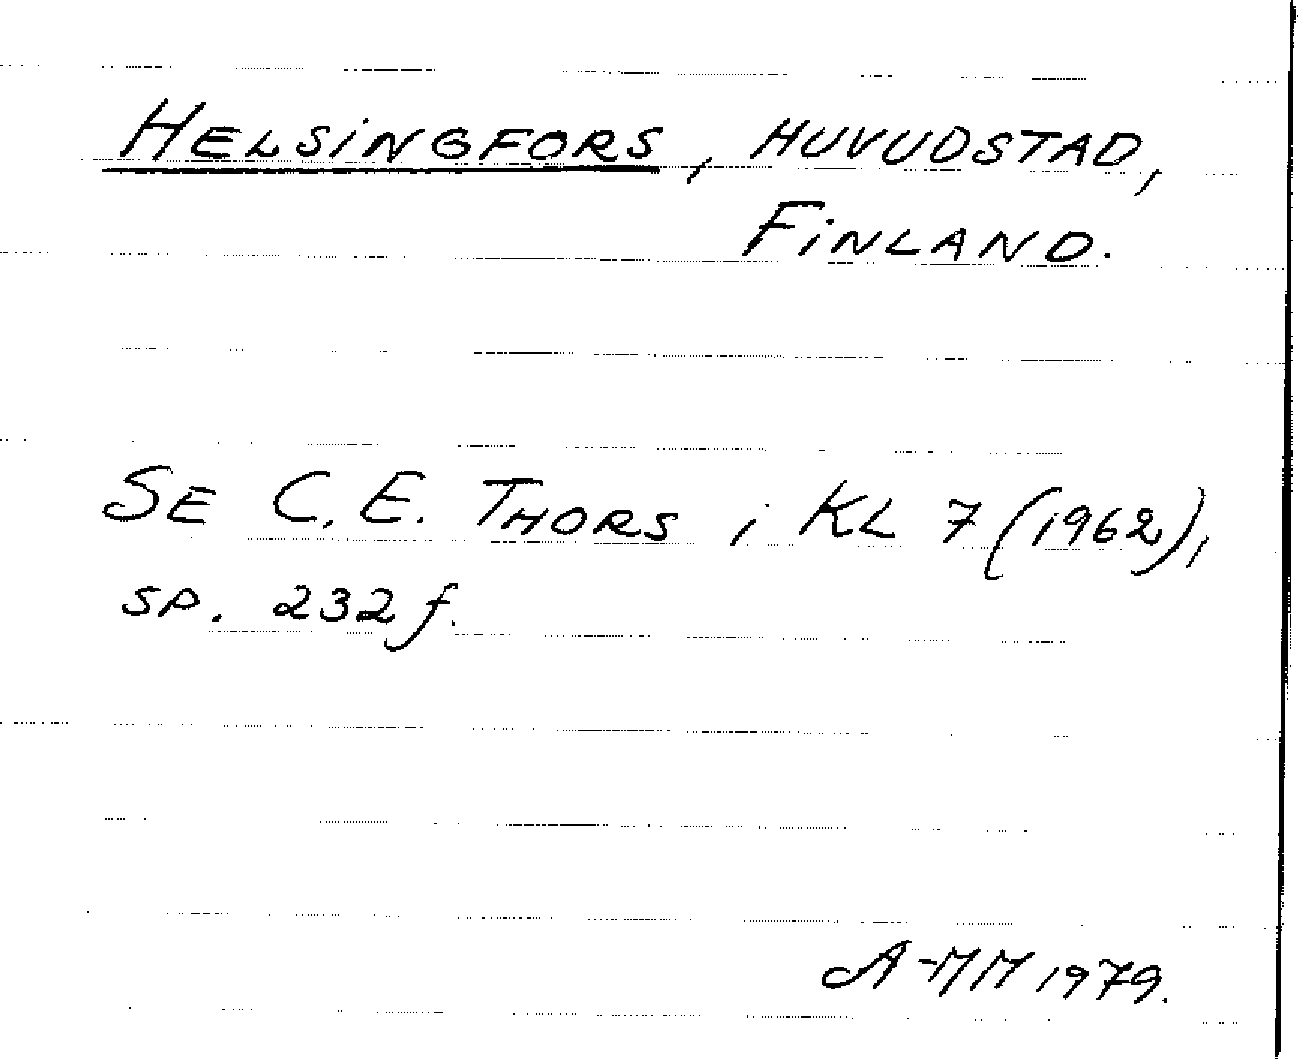 HELSINGFORS, HUVUDSTAD,
FINLAND.
SE C.E. THORS i KL 7 (1962),
SP. 232 f.
A-MM 1979.